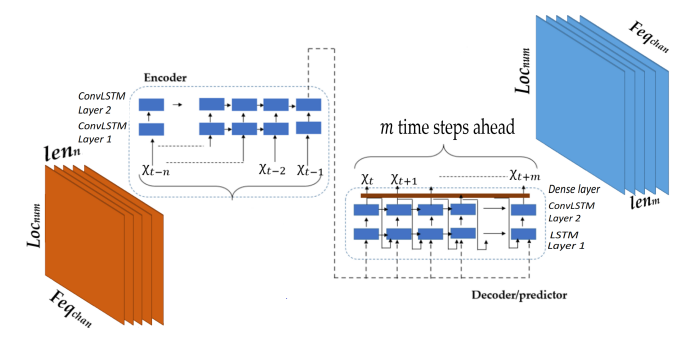 Encoder
ConvLSTM
Layer 2
ConvLSTM
Layer 1
χt−n
χt−2
χt−1
lenn
Locnum
Feqchan
m time steps ahead
χt
χt+1
χt+m
Dense layer
ConvLSTM
Layer 2
LSTM
Layer 1
Decoder/predictor
Locnum
Feqchan
lenm